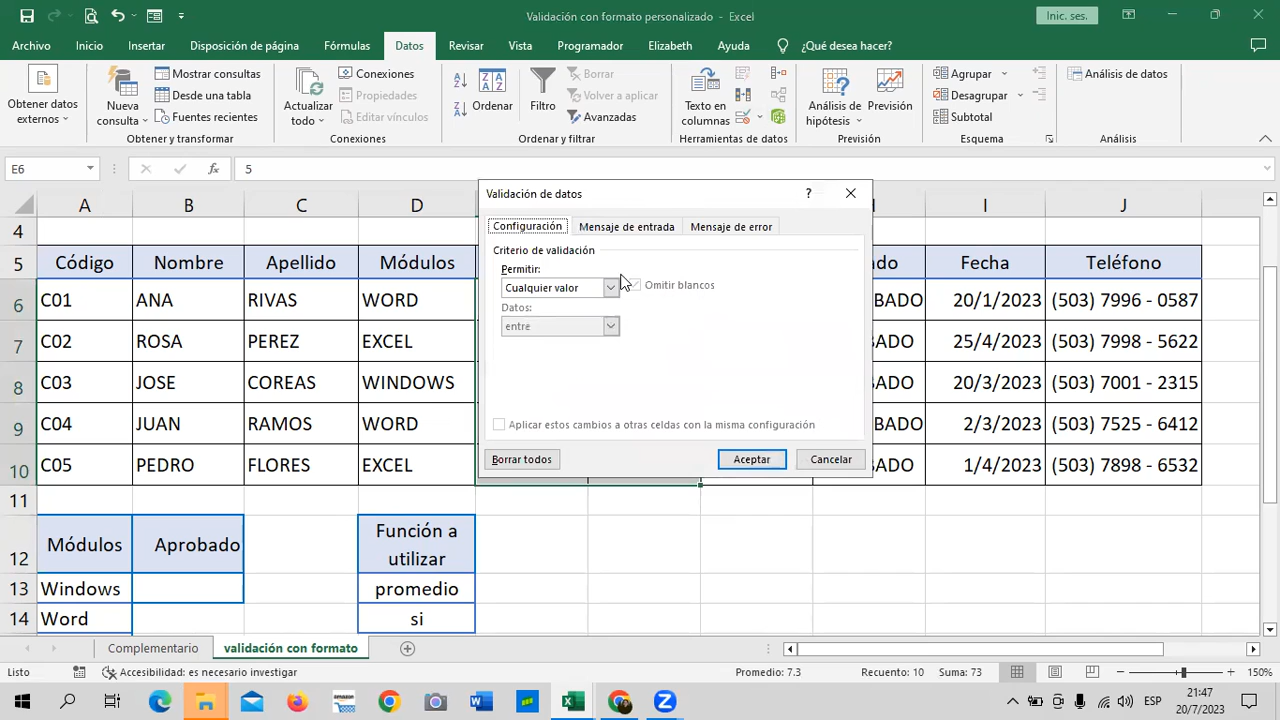 Validación con formato personalizado - Excel
Inic. ses.
Archivo Inicio Insertar Disposición de página Fórmulas Datos Revisar Vista Programador Elizabeth Ayuda ¿Qué desea hacer?
Obtener datos externos
Nueva consulta
Mostrar consultas
Desde una tabla
Fuentes recientes
Obtener y transformar
Actualizar todo
Conexiones
Propiedades
Editar vínculos
Conexiones
Ordenar
Filtro
Borrar
Volver a aplicar
Avanzadas
Ordenar y filtrar
Texto en columnas
Herramientas de datos
Análisis de hipótesis
Previsión
Previsión
Agrupar
Desagrupar
Subtotal
Esquema
Análisis de datos
Análisis
E6 fx 5
A B C D I J
4
5 Código Nombre Apellido Módulos Fecha Teléfono
6 C01 ANA RIVAS WORD BADO 20/1/2023 (503) 7996 - 0587
7 C02 ROSA PEREZ EXCEL BADO 25/4/2023 (503) 7998 - 5622
8 C03 JOSE COREAS WINDOWS BADO 20/3/2023 (503) 7001 - 2315
9 C04 JUAN RAMOS WORD BADO 2/3/2023 (503) 7525 - 6412
10 C05 PEDRO FLORES EXCEL BADO 1/4/2023 (503) 7898 - 6532
11
12 Módulos Aprobado Función a utilizar
13 Windows promedio
14 Word si
Validación de datos ?
Configuración Mensaje de entrada Mensaje de error
Criterio de validación
Permitir:
Cualquier valor Omitir blancos
Datos:
entre
Aplicar estos cambios a otras celdas con la misma configuración
Borrar todos Aceptar Cancelar
Complementario validación con formato
Listo Accesibilidad: es necesario investigar Promedio: 7.3 Recuento: 10 Suma: 73 150%
ESP 21:47
20/7/2023